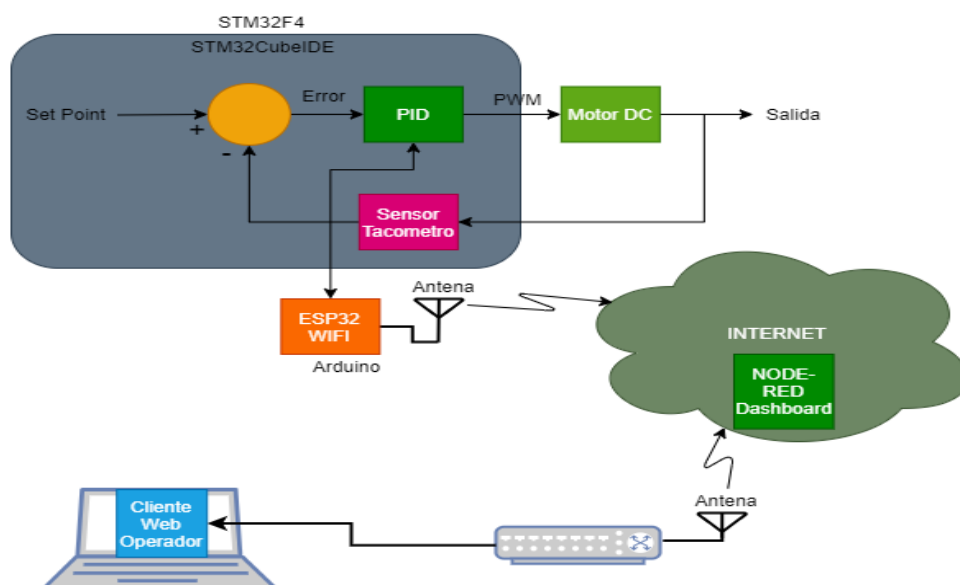 STM32F4
STM32CubeIDE
Set Point
+
-
Error
PID
PWM
Motor DC
Salida
Sensor
Tacometro
ESP32
WIFI
Arduino
Antena
INTERNET
NODE-
RED
Dashboard
Antena
Cliente
Web
Operador